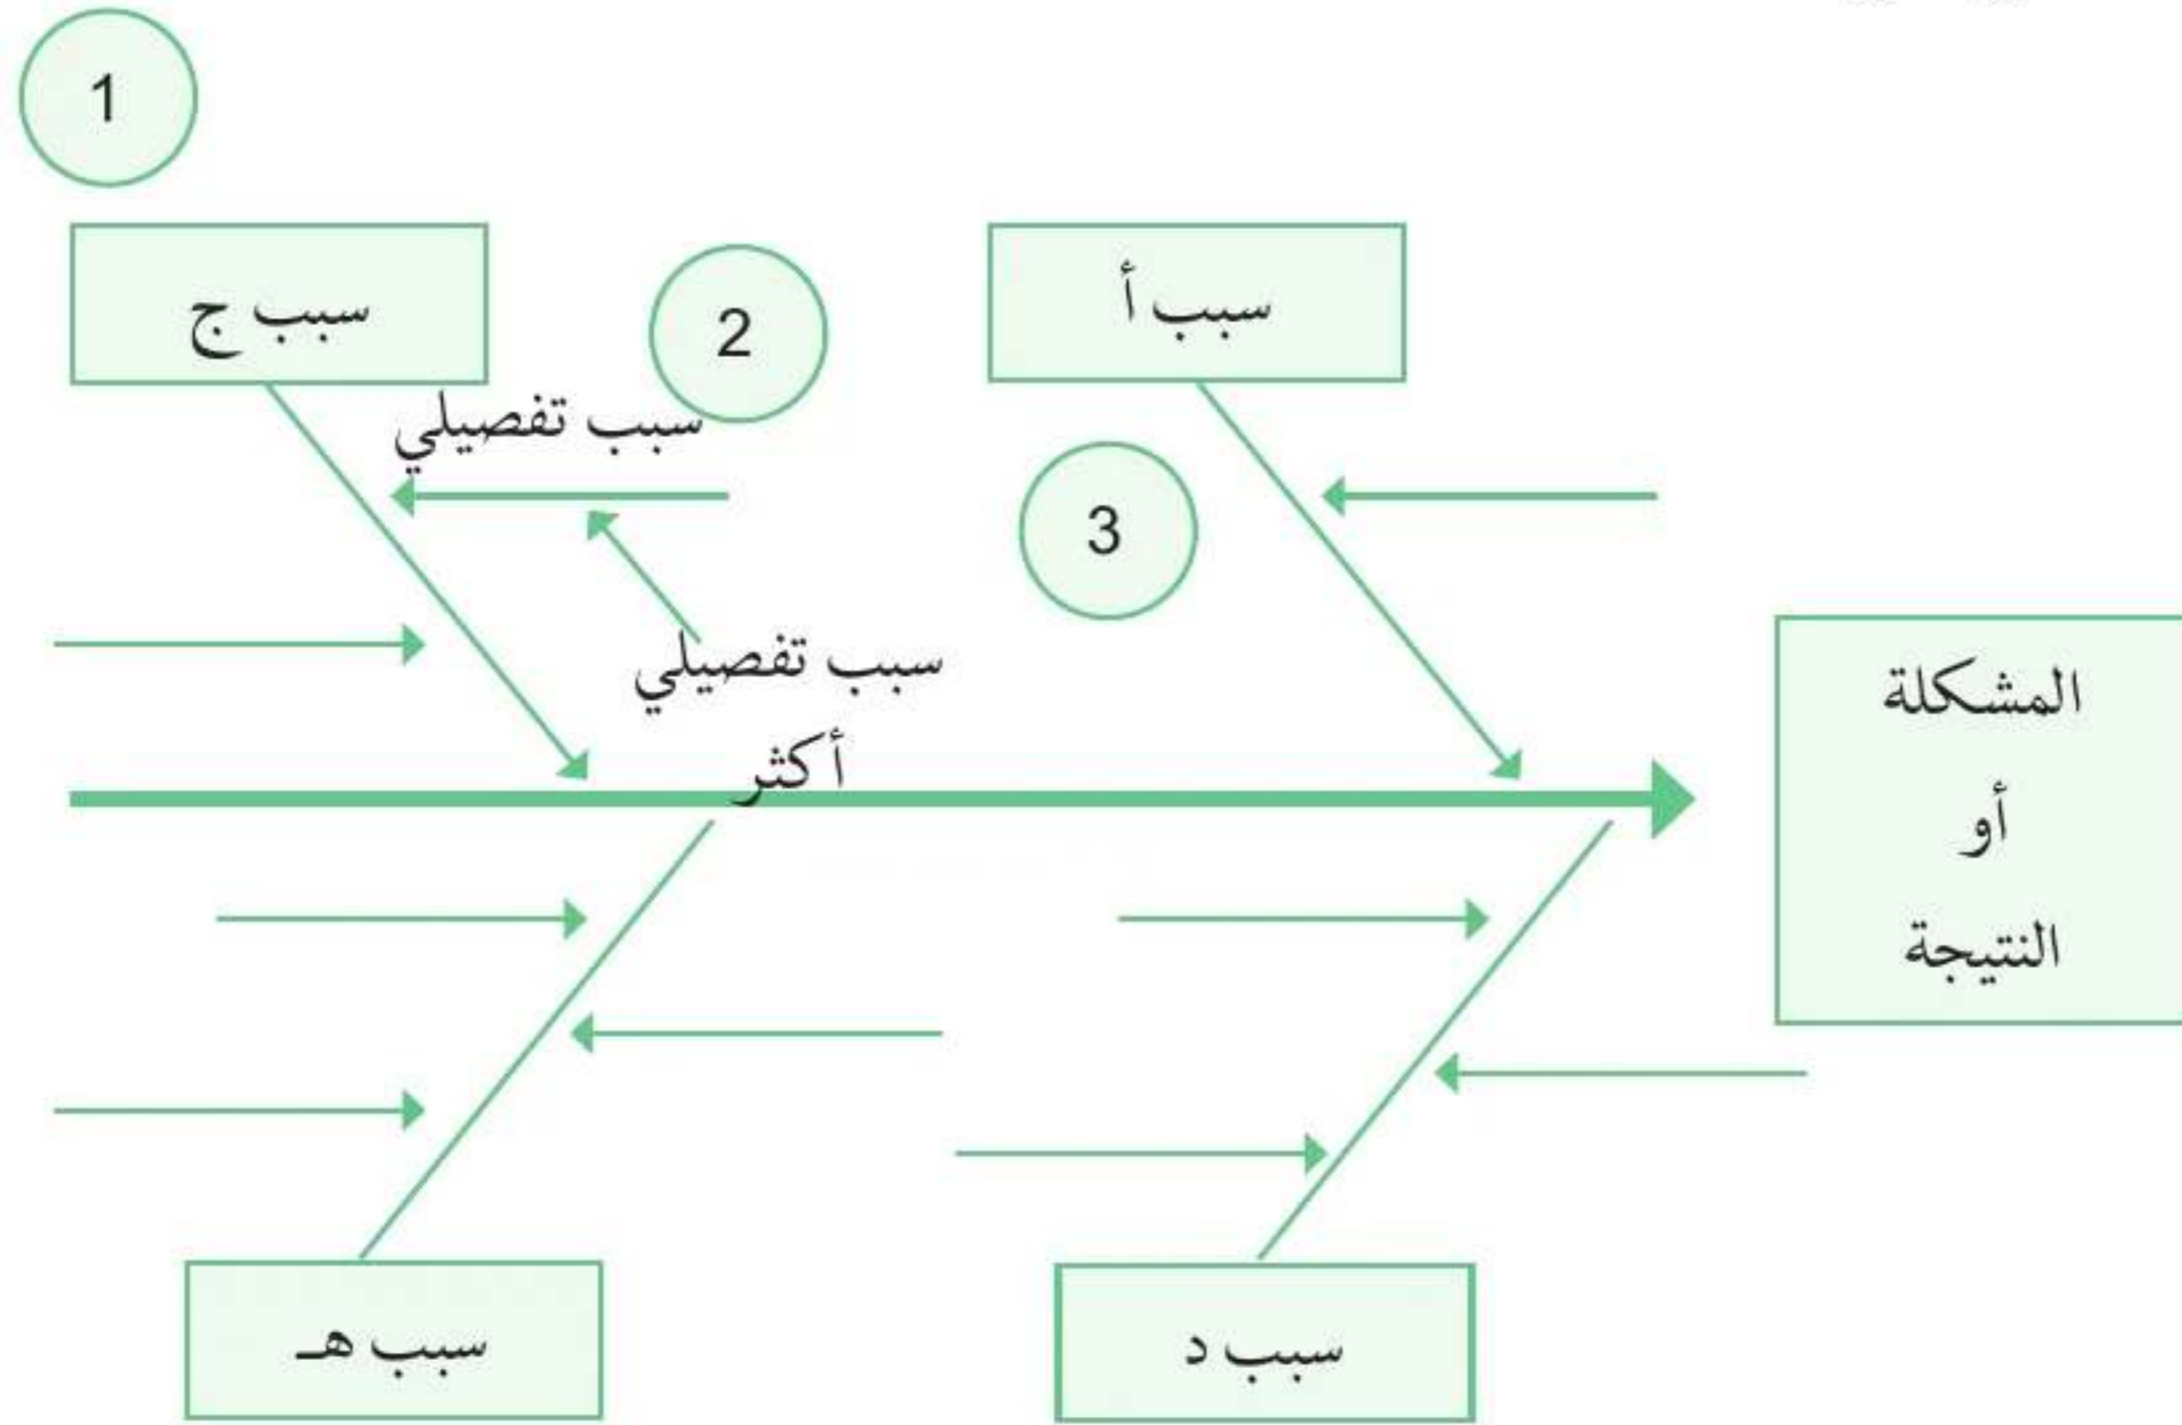 1
سبب أ
سبب ج
2
سبب تفصيلي
3
سبب تفصيلي
أكثر
المشكلة
أو
النتيجة
سبب د
سبب هـ